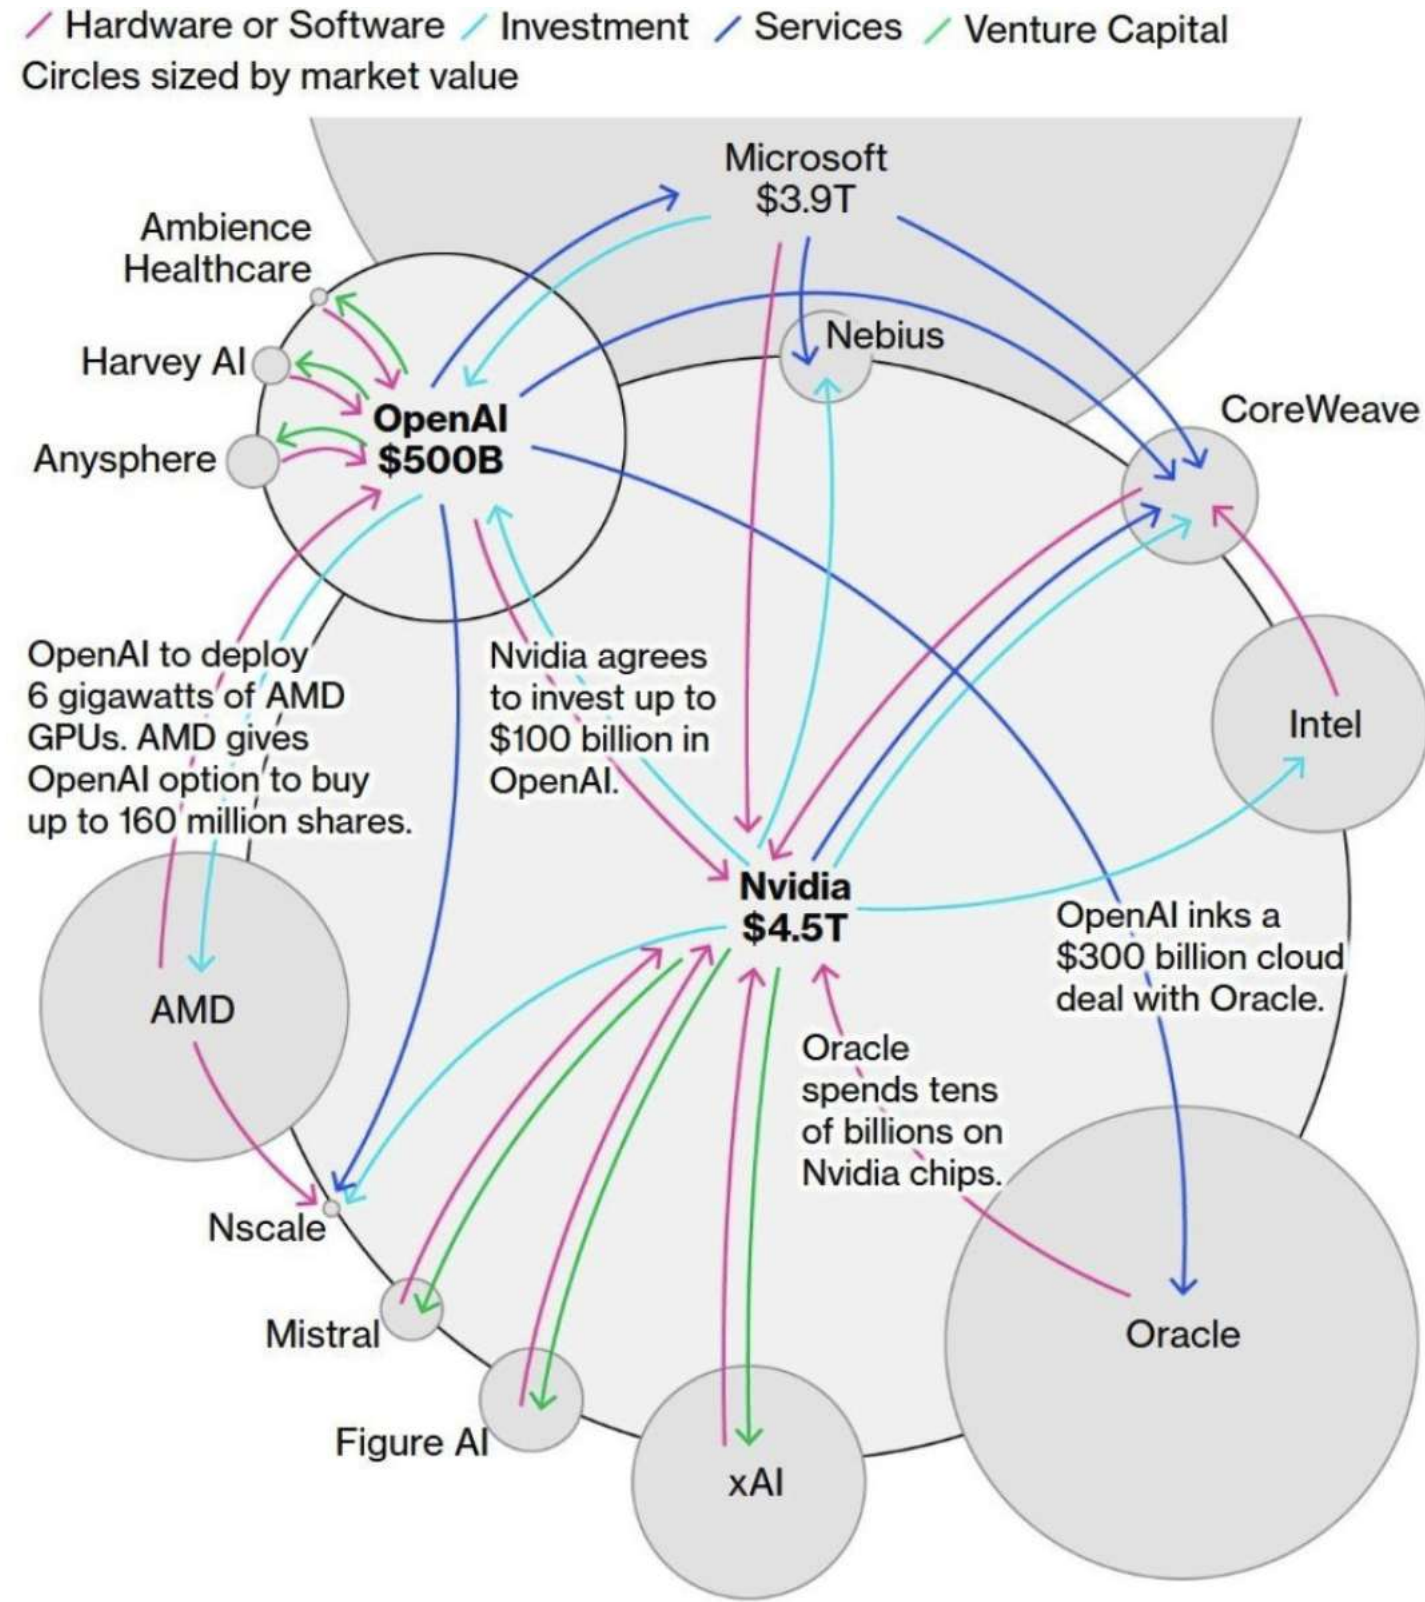 Hardware or Software Investment Services Venture Capital
Circles sized by market value
Microsoft
$3.9T
Ambience
Healthcare
Nebius
Harvey AI
CoreWeave
OpenAI
$500B
Anysphere
OpenAI to deploy
6 gigawatts of AMD
GPUs. AMD gives
OpenAI option to buy
up to 160 million shares.
Nvidia agrees
to invest up to
$100 billion in
OpenAI.
Intel
Nvidia
$4.5T
OpenAI inks a
$300 billion cloud
deal with Oracle.
AMD
Oracle
spends tens
of billions on
Nvidia chips.
Nscale
Mistral
Oracle
Figure AI
xAI